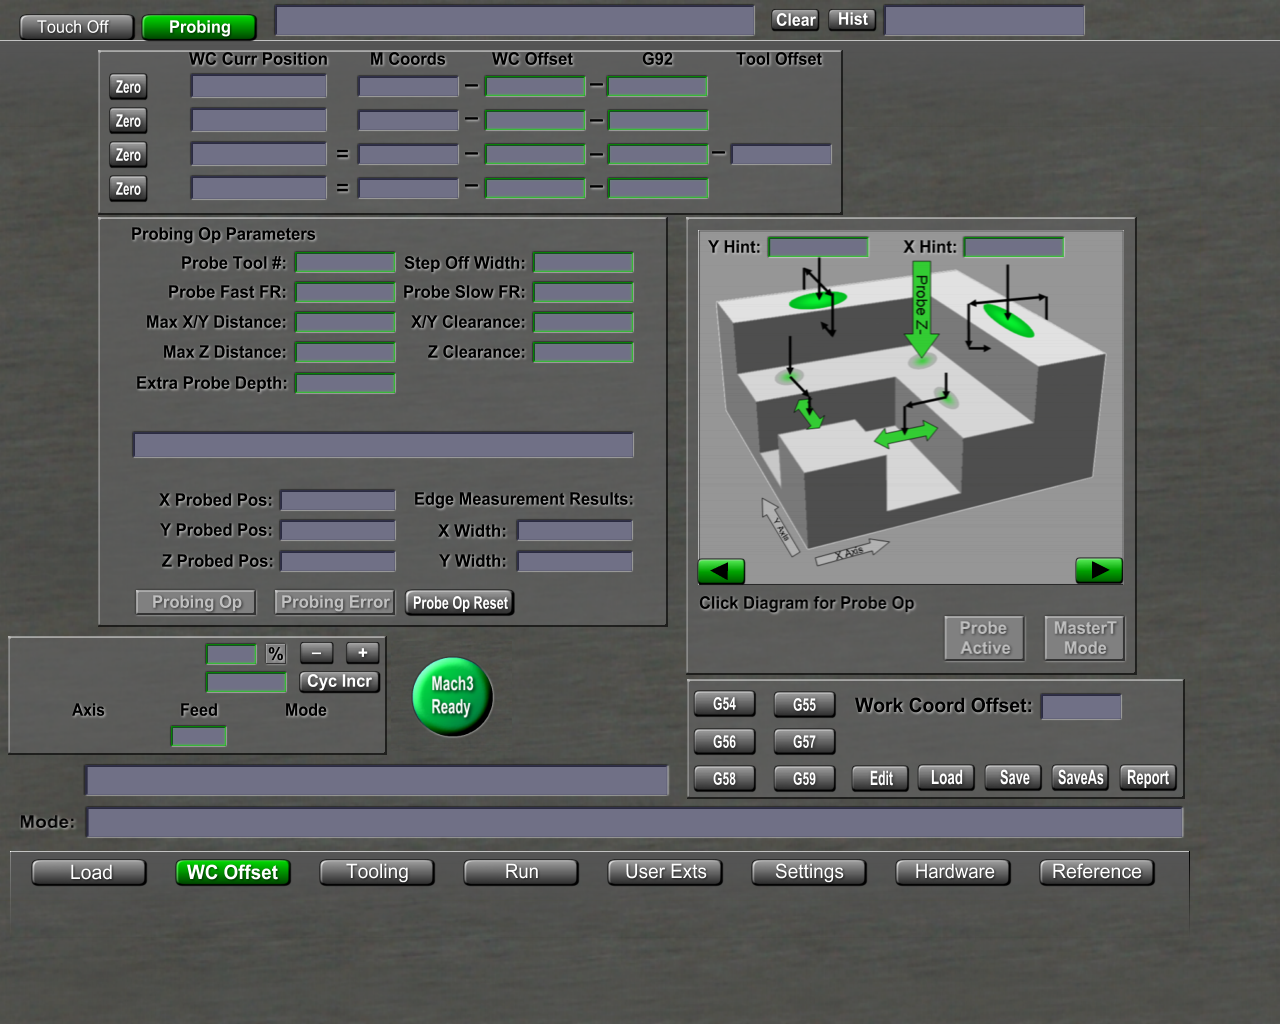 Touch Off Probing Clear Hist
WC Curr Position M Coords WC Offset G92 Tool Offset
Zero – –
Zero – –
Zero = – – –
Zero = – –
Probing Op Parameters
Probe Tool #: Step Off Width:
Probe Fast FR: Probe Slow FR:
Max X/Y Distance: X/Y Clearance:
Max Z Distance: Z Clearance:
Extra Probe Depth:
X Probed Pos: Edge Measurement Results:
Y Probed Pos: X Width:
Z Probed Pos: Y Width:
Probing Op Probing Error Probe Op Reset
Y Hint: X Hint:
Probe Z-
Y Axis
X Axis
Click Diagram for Probe Op
Probe
Active
MasterT
Mode
% – +
Cyc Incr
Axis Feed Mode
Mach3
Ready
G54 G55 Work Coord Offset:
G56 G57
G58 G59 Edit Load Save SaveAs Report
Mode:
Load WC Offset Tooling Run User Exts Settings Hardware Reference